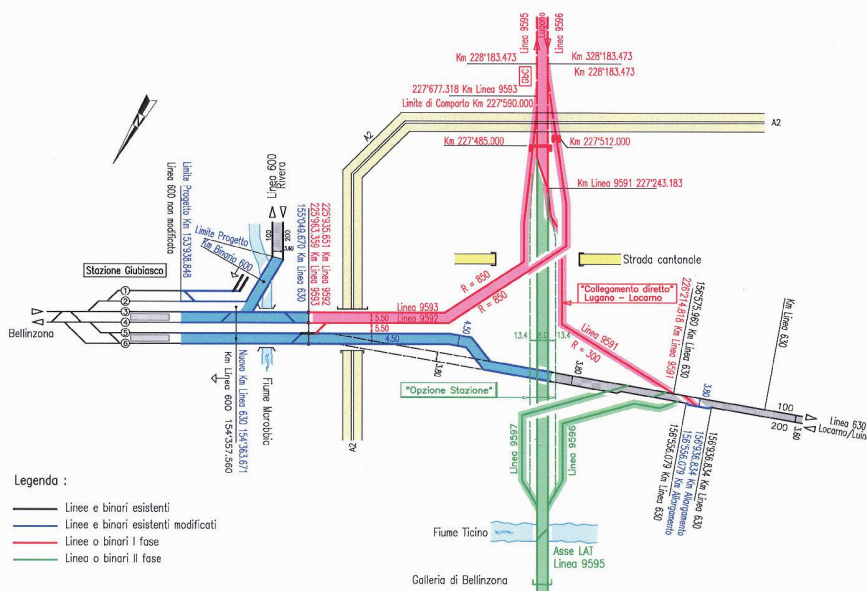 Linea 9595
Lugano
Linea 9596
Km 228'183.473
Km 328'183.473
Km 228'183.473
GbC
227'677.318 Km Linea 9593
Limite di Comparto Km 227'590.000
A2
A2
Km 227'485.000
Km 227'512.000
Km Linea 9591 227'243.183
N
Linea 600
Rivera
100
200
3.80
Limite Progetto Km 153'938.848
Linea 600 non modificata
Limite Progetto
Km Binario 600
225'935.651 Km Linea 9592
225'963.359 Km Linea 9593
155'049.670 Km Linea 630
Stazione Giubiasco
1
2
3
4
5
6
Bellinzona
Strada cantonale
R = 850
R = 850
"Collegamento diretto"
Lugano - Locarno
Linea 9593
Linea 9592
5.50
5.50
4.50
4.50
3.80
13.4
8.0
13.4
Linea 9591
R = 300
226'214.818 Km Linea 9591
156'575.960 Km Linea 630
Km Linea 630
3.80
3.80
100
200
3.60
Linea 630
Locarno/Luino
"Opzione Stazione"
Nuovo Km Linea 630 154'363.671
Km Linea 600 154'357.560
Fiume Morobbia
A2
Linea 9597
Linea 9596
156'936.834 Km Linea 630
156'936.834 Km Allargamento
156'556.079 Km Allargamento
156'556.079 Km Linea 630
Legenda :
Linee e binari esistenti
Linee e binari esistenti modificati
Linee o binari I fase
Linea o binari II fase
Fiume Ticino
Asse LAT
Linea 9595
Galleria di Bellinzona